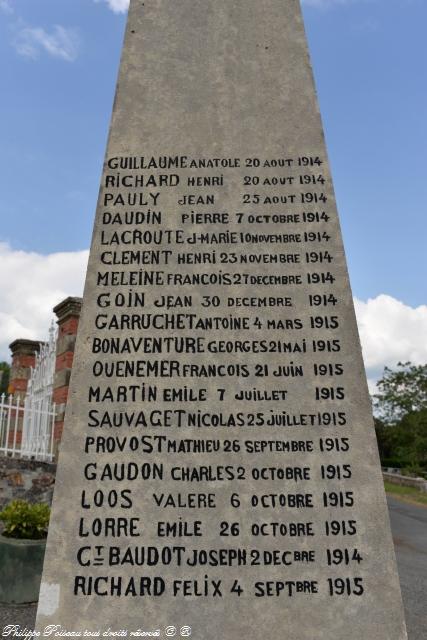 GUILLAUME ANATOLE 20 AOUT 1914
RICHARD HENRI 20 AOUT 1914
PAULY JEAN 25 AOUT 1914
DAUDIN PIERRE 7 OCTOBRE 1914
LACROUTE J-MARIE 10 NOVEMBRE 1914
CLEMENT HENRI 23 NOVEMBRE 1914
MELEINE FRANCOIS 27 DECEMBRE 1914
GOIN JEAN 30 DECEMBRE 1914
GARRUCHET ANTOINE 4 MARS 1915
BONAVENTURE GEORGES 21 MAI 1915
OUENEMER FRANCOIS 21 JUIN 1915
MARTIN EMILE 7 JUILLET 1915
SAUVAGET NICOLAS 25 JUILLET 1915
PROVOST MATHIEU 26 SEPTEMBRE 1915
GAUDON CHARLES 2 OCTOBRE 1915
LOOS VALERE 6 OCTOBRE 1915
LORRE EMILE 26 OCTOBRE 1915
CT BAUDOT JOSEPH 2 DECBRE 1914
RICHARD FELIX 4 SEPTBRE 1915
© Philippe Poiseau tous droits réservés © ®